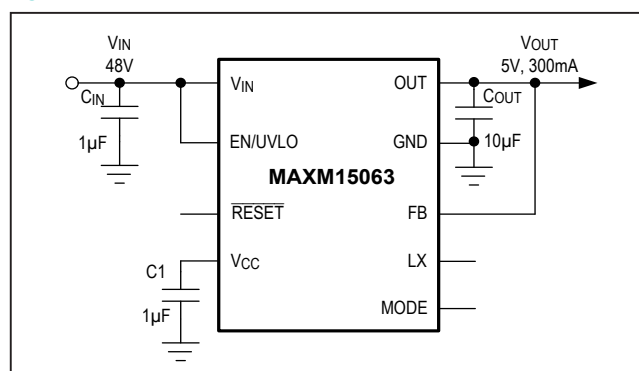 VIN
48V
VOUT
5V, 300mA
CIN
1µF
VIN
OUT
COUT
10µF
EN/UVLO
GND
MAXM15063
RESET
FB
C1
1µF
VCC
LX
MODE